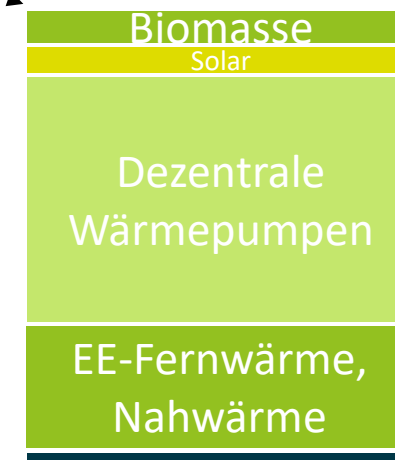 Biomasse
Solar
Dezentrale
Wärmepumpen
EE-Fernwärme,
Nahwärme